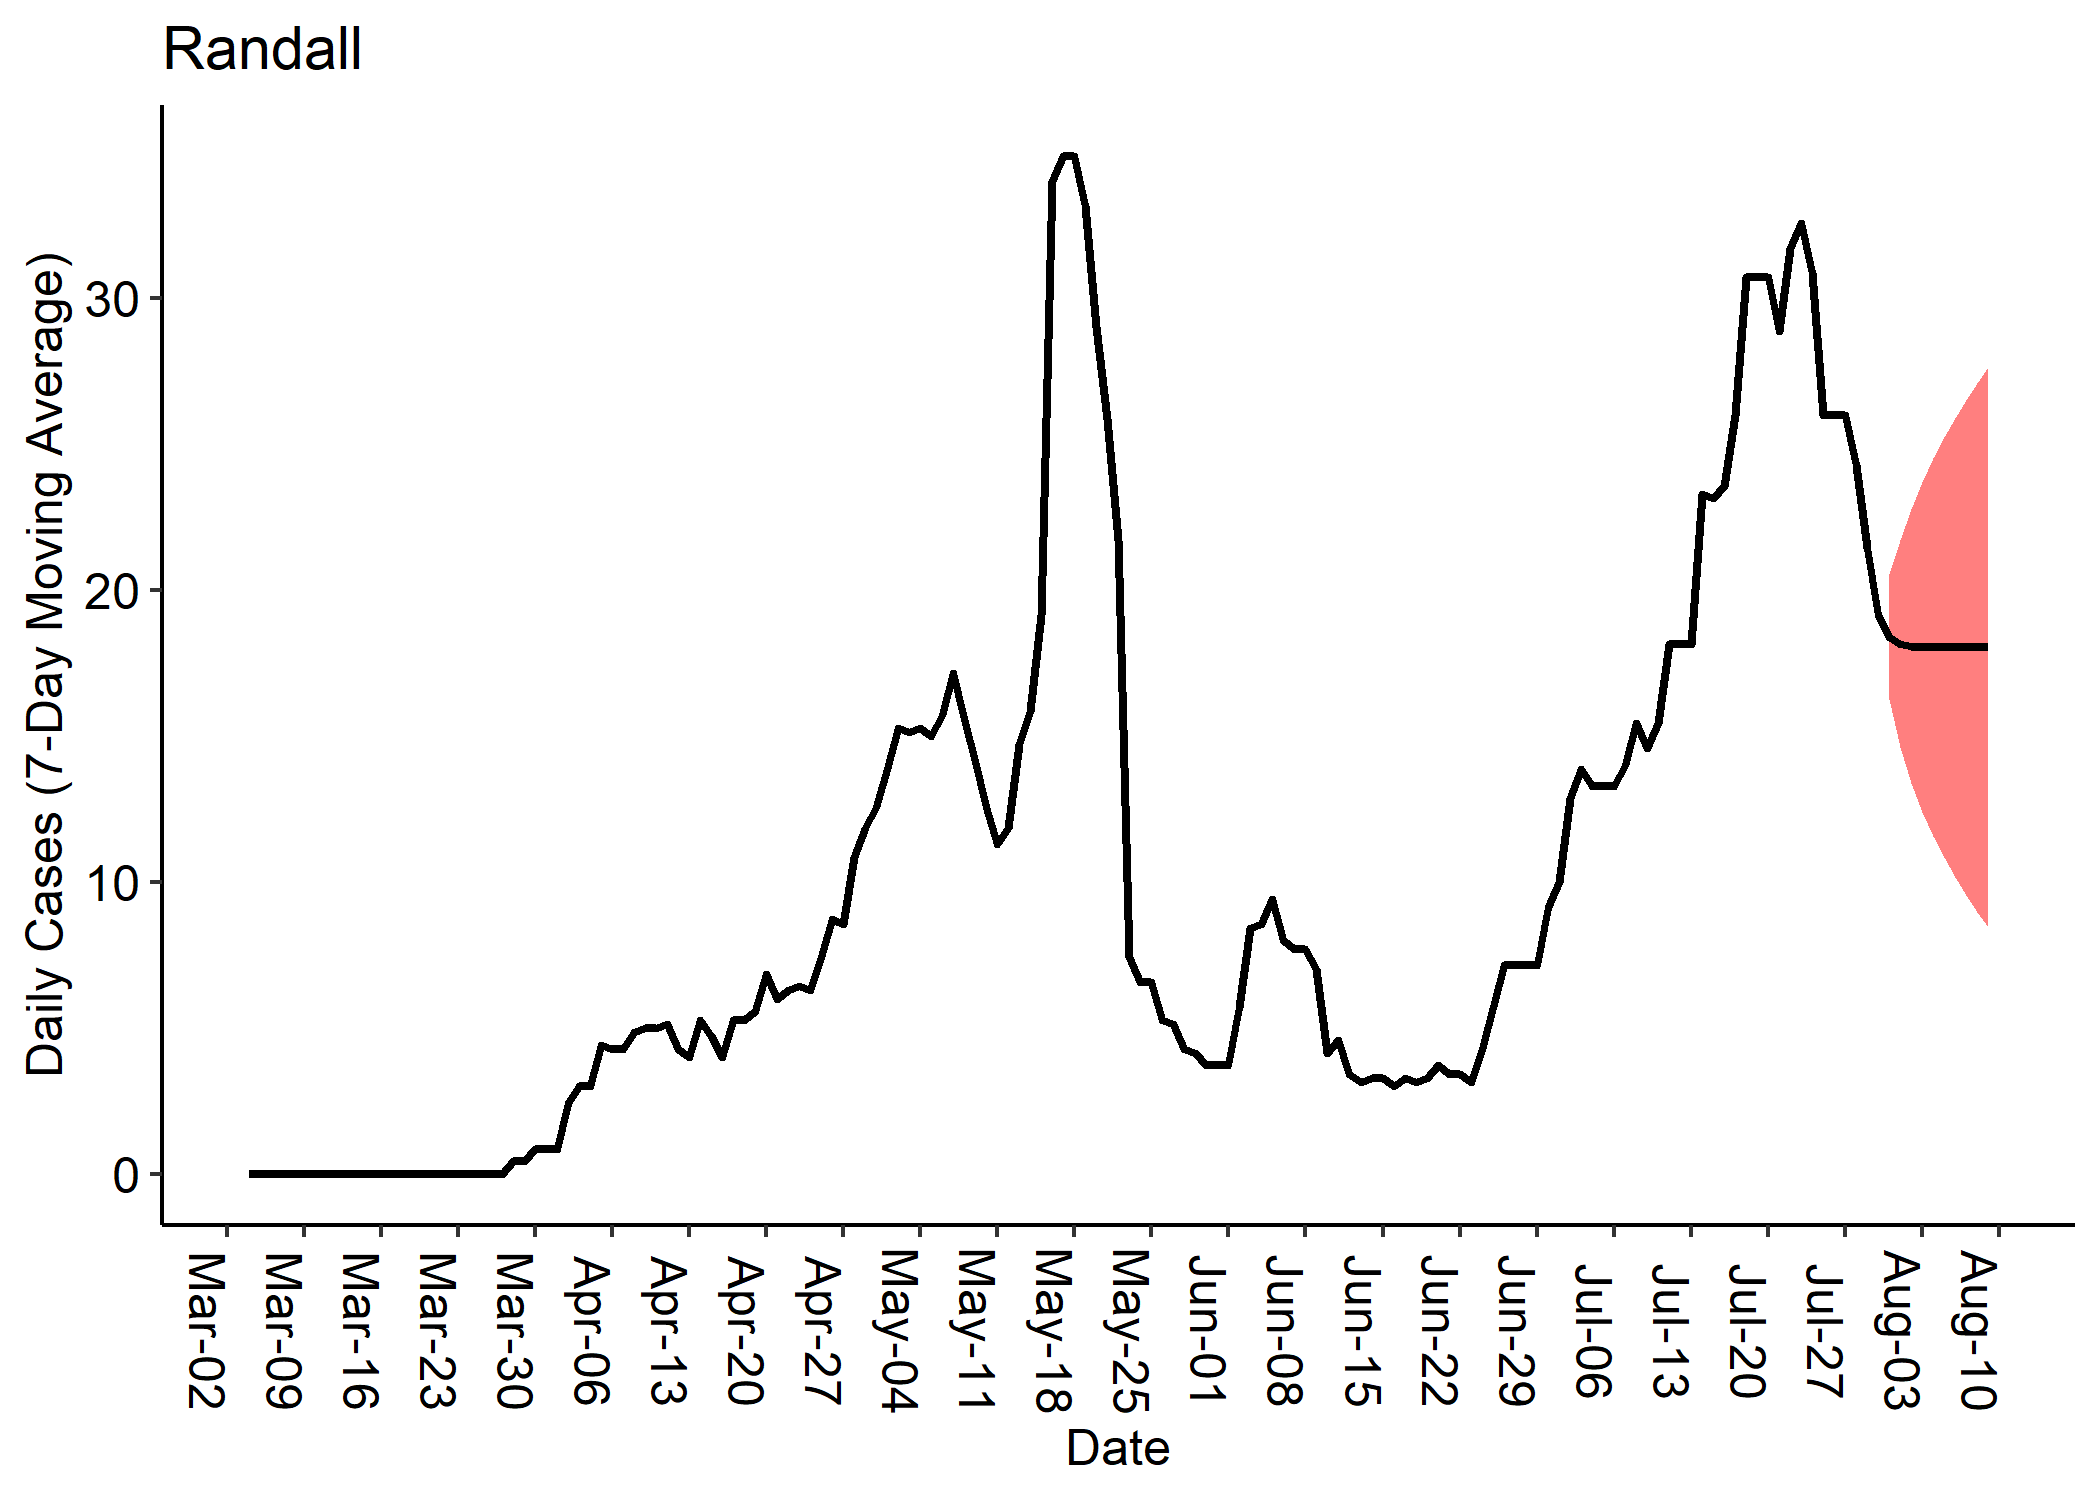 Randall
Daily Cases (7-Day Moving Average)
30
20
10
0
Mar-02
Mar-09
Mar-16
Mar-23
Mar-30
Apr-06
Apr-13
Apr-20
Apr-27
May-04
May-11
May-18
May-25
Jun-01
Jun-08
Jun-15
Jun-22
Jun-29
Jul-06
Jul-13
Jul-20
Jul-27
Aug-03
Aug-10
Date